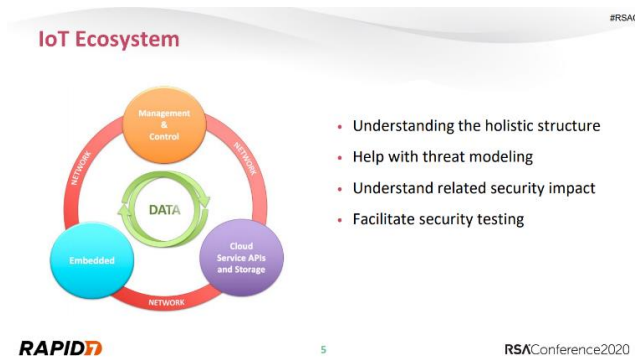 #RSAC
IoT Ecosystem
Management
&
Control
NETWORK
NETWORK
DATA
Embedded
Cloud
Service APIs
and Storage
NETWORK
• Understanding the holistic structure
• Help with threat modeling
• Understand related security impact
• Facilitate security testing
RAPID7
5
RSAConference2020